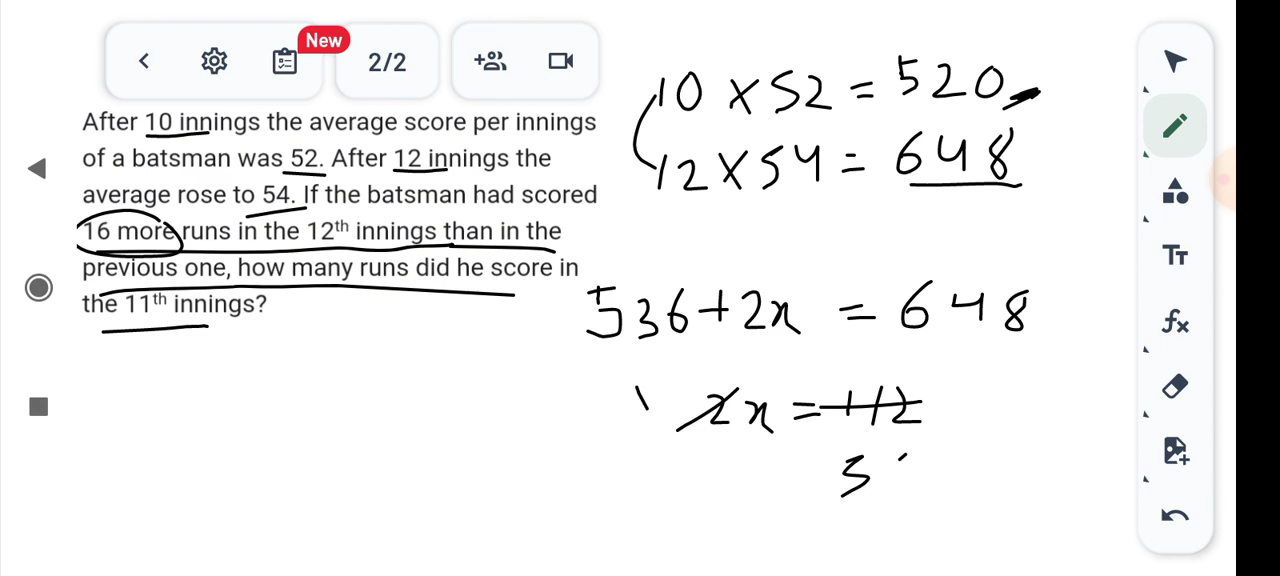 New
2/2
After 10 innings the average score per innings
of a batsman was 52. After 12 innings the
average rose to 54. If the batsman had scored
16 more runs in the 12th innings than in the
previous one, how many runs did he score in
the 11th innings?
10 × 52 = 520
12 × 54 = 648
536 + 2x = 648
2x = 112
5
Tт
fx